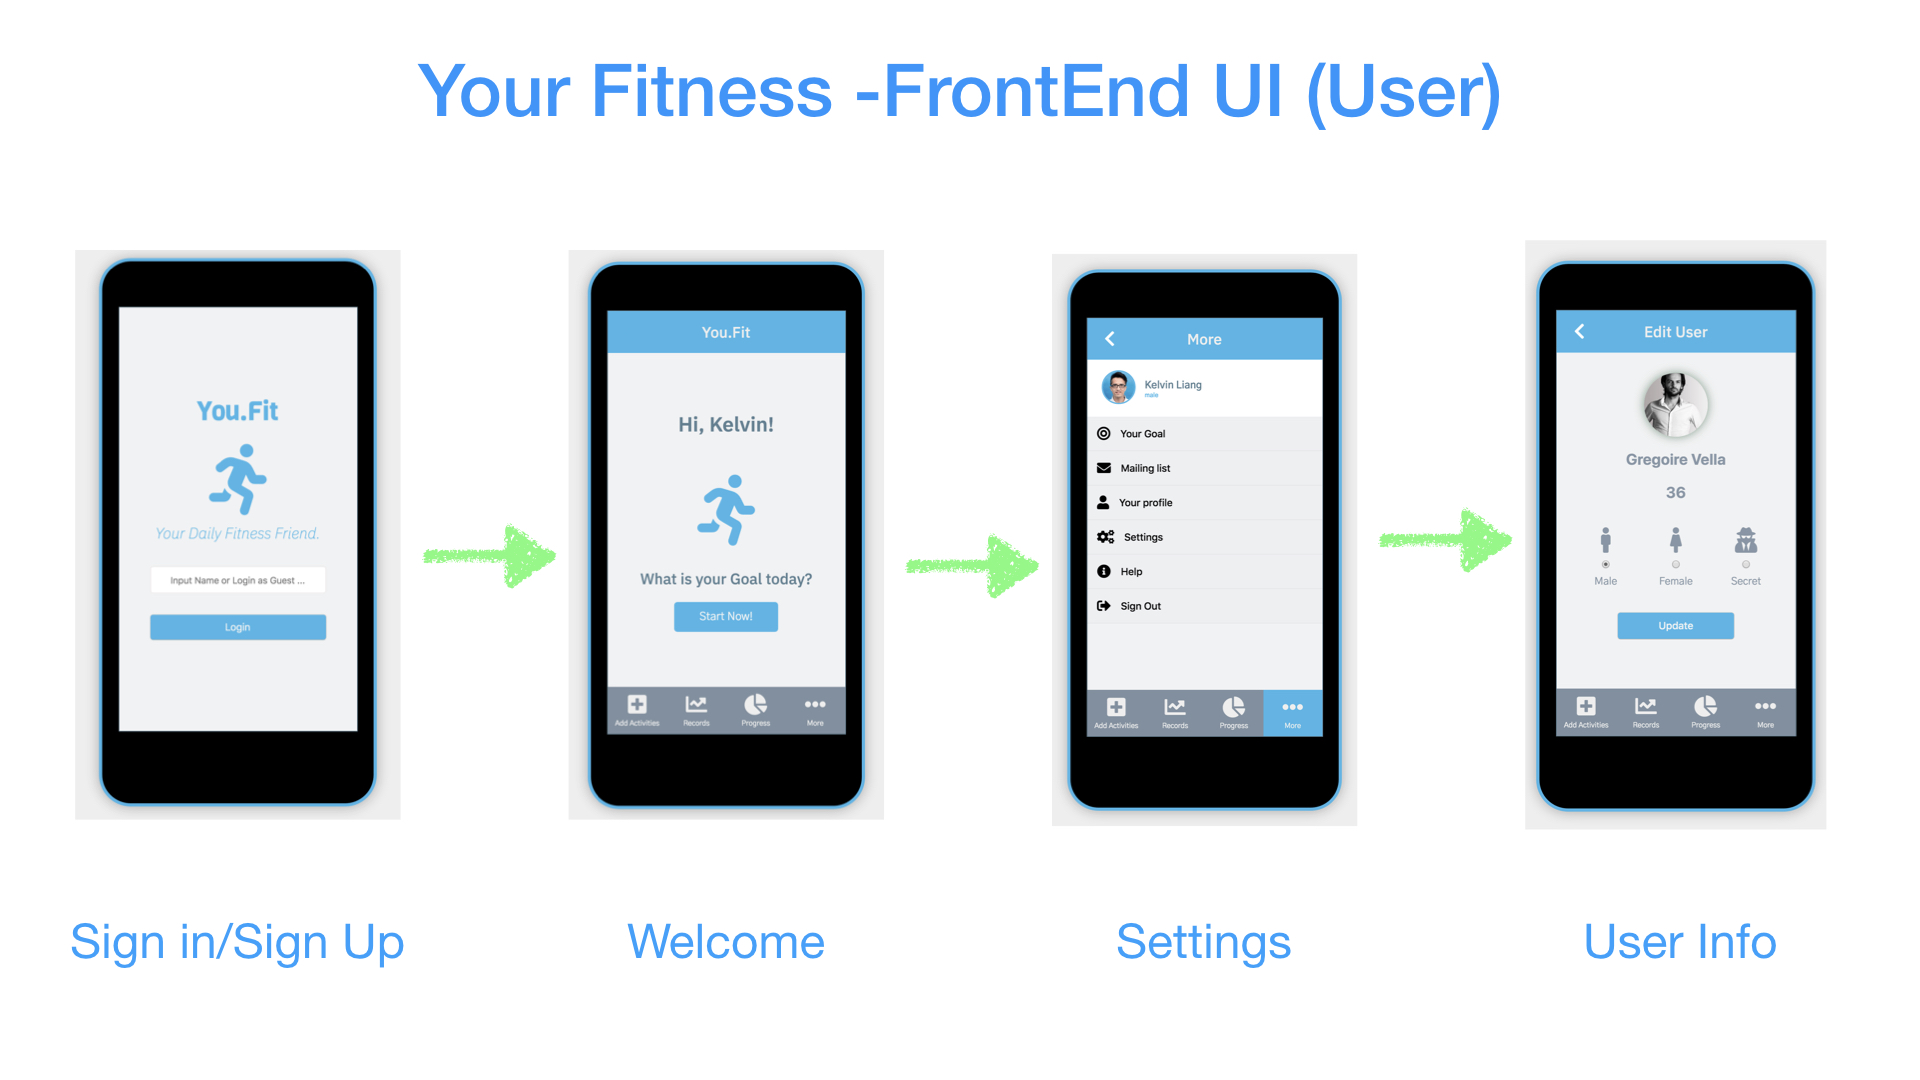 Your Fitness -FrontEnd UI (User)
You.Fit
Your Daily Fitness Friend.
Input Name or Login as Guest ...
Login
You.Fit
Hi, Kelvin!
What is your Goal today?
Start Now!
Add Activities Records Progress More
More
Kelvin Liang
male
Your Goal
Mailing list
Your profile
Settings
Help
Sign Out
Add Activities Records Progress More
Edit User
Gregoire Vella
36
Male Female Secret
Update
Add Activities Records Progress More
Sign in/Sign Up
Welcome
Settings
User Info